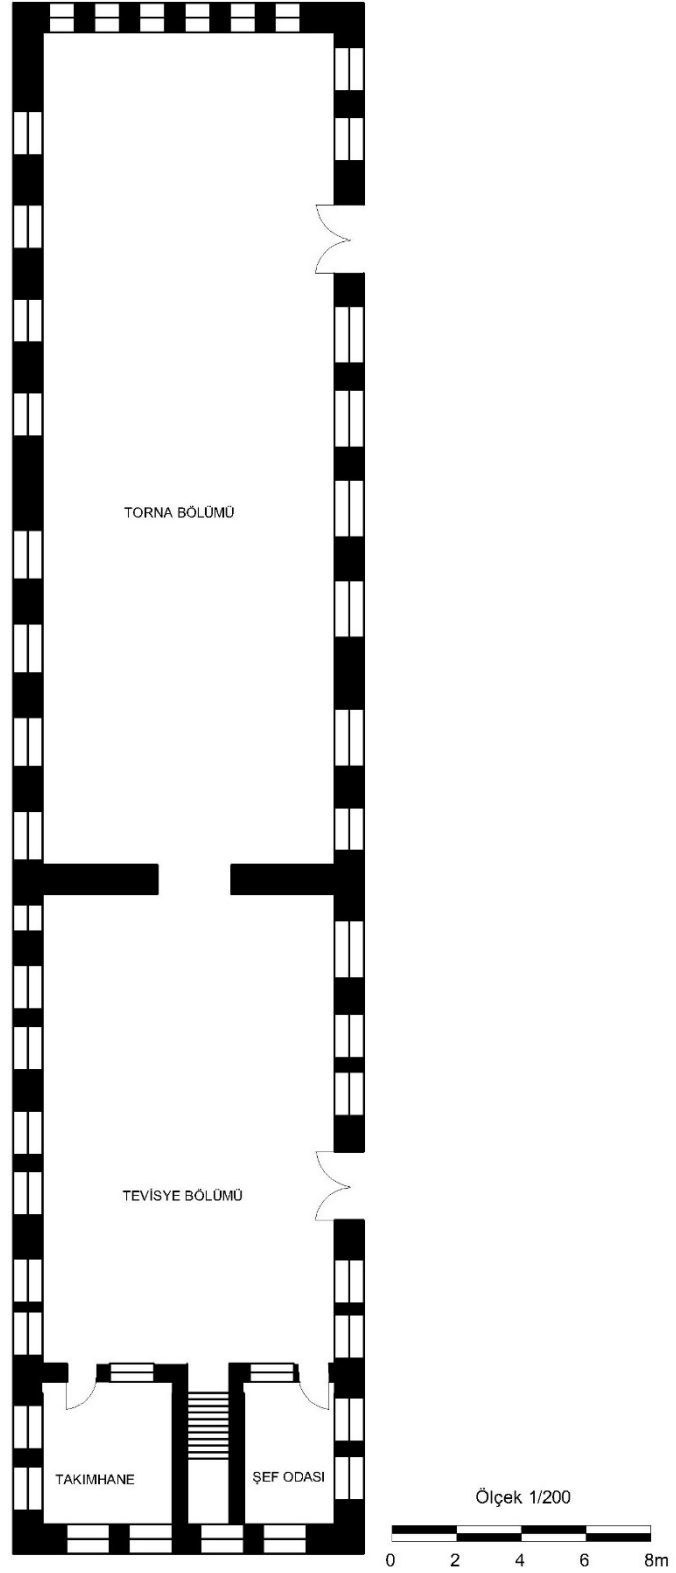 TORNA BÖLÜMÜ
TEVİSYE BÖLÜMÜ
TAKIMHANE
ŞEF ODASI
Ölçek 1/200
0 2 4 6 8m